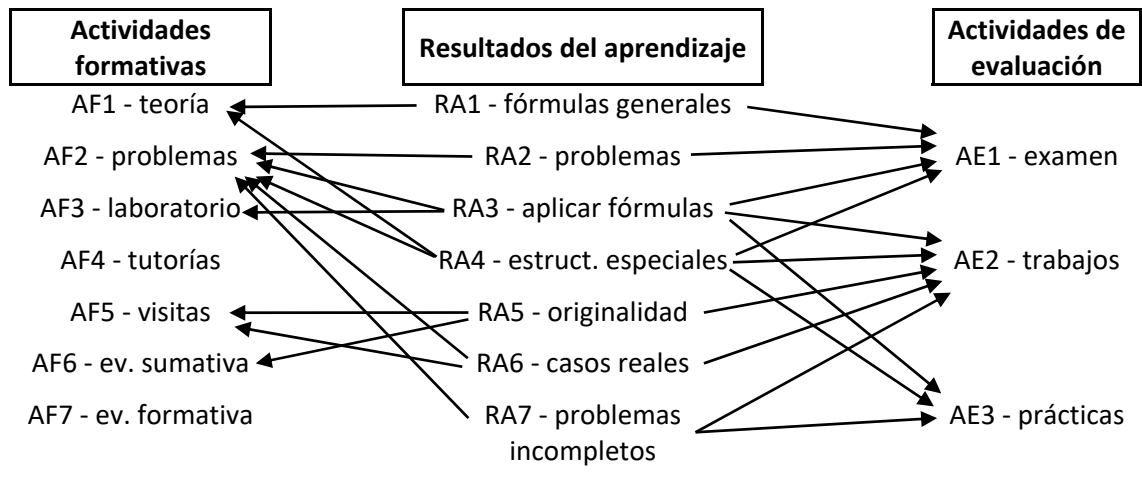 Actividades
formativas
Resultados del aprendizaje
Actividades de
evaluación
AF1 - teoría
RA1 - fórmulas generales
AF2 - problemas
RA2 - problemas
AE1 - examen
AF3 - laboratorio
RA3 - aplicar fórmulas
AF4 - tutorías
RA4 - estruct. especiales
AE2 - trabajos
AF5 - visitas
RA5 - originalidad
AF6 - ev. sumativa
RA6 - casos reales
AF7 - ev. formativa
RA7 - problemas
incompletos
AE3 - prácticas